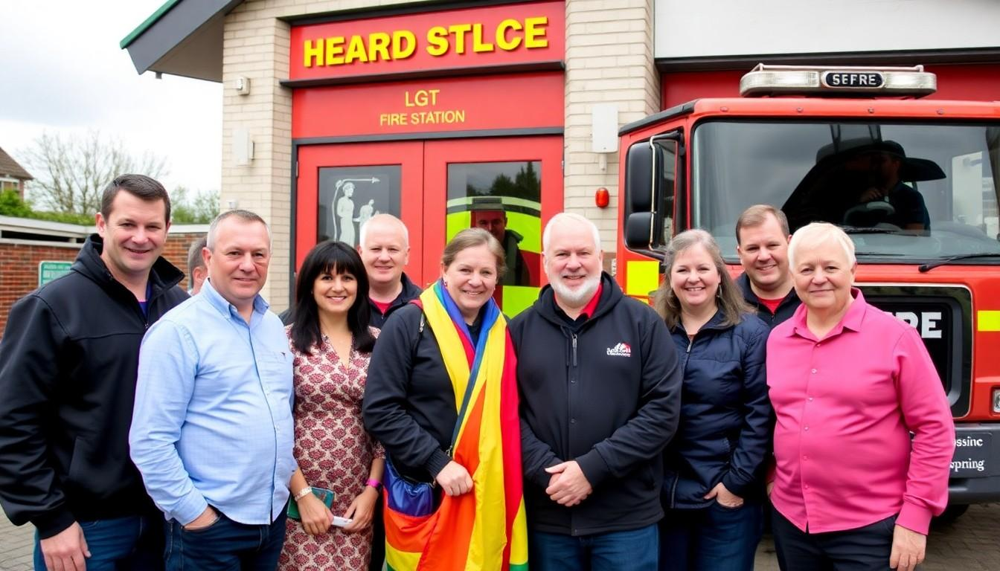 HEARD STLCE
LGT
FIRE STATION
SEFRE
RE
ssinc
pring